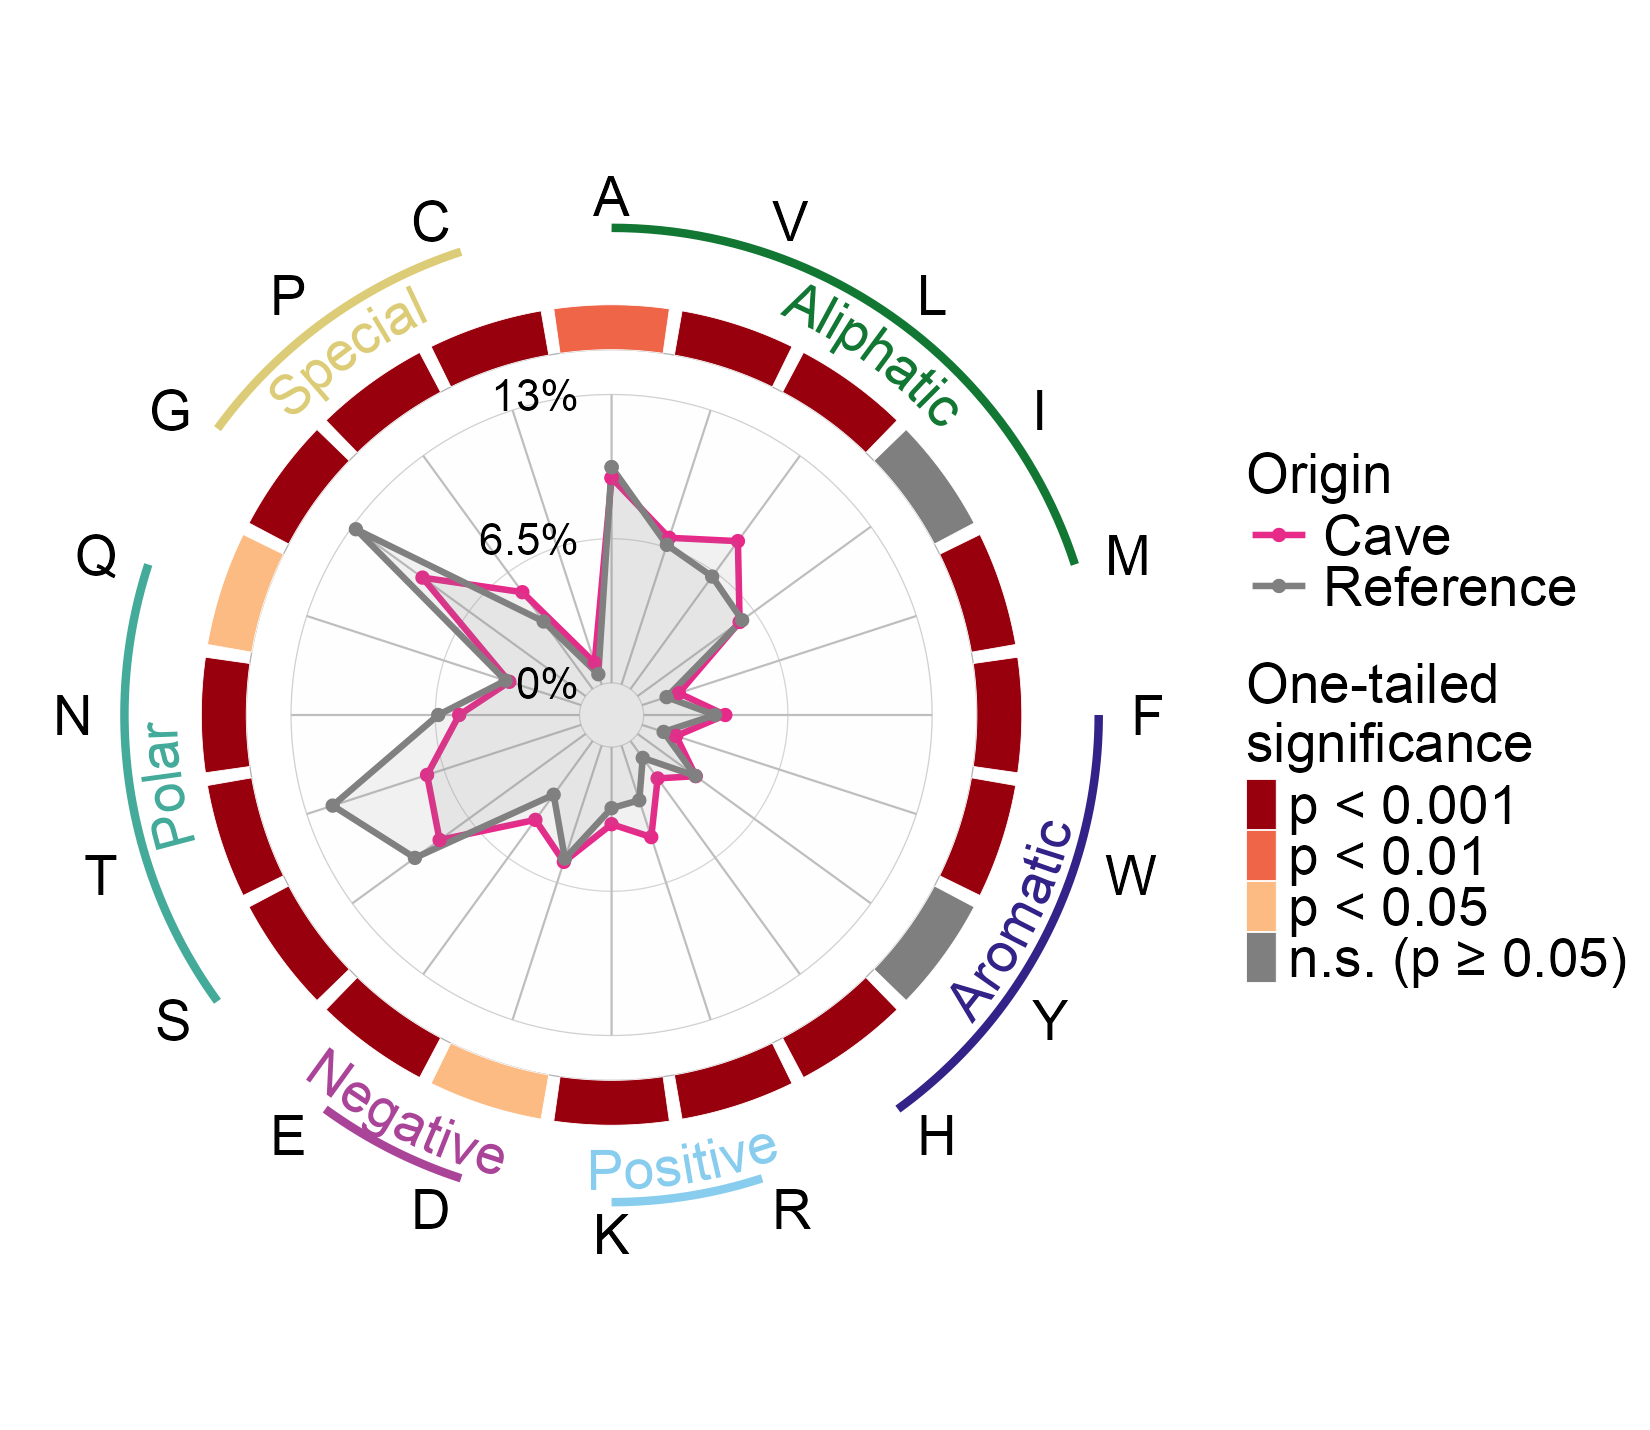 A
V
L
I
M
F
W
Y
H
R
K
D
E
S
T
N
Q
G
P
C
Aliphatic
Aromatic
Positive
Negative
Polar
Special
13%
6.5%
0%
Origin
Cave
Reference
One-tailed
significance
p < 0.001
p < 0.01
p < 0.05
n.s. (p ≥ 0.05)